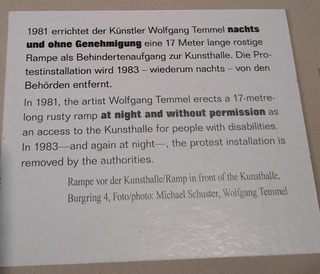 1981 errichtet der Künstler Wolfgang Temmel nachts
und ohne Genehmigung eine 17 Meter lange rostige
Rampe als Behindertenaufgang zur Kunsthalle. Die Pro-
testinstallation wird 1983 – wiederum nachts – von den
Behörden entfernt.
In 1981, the artist Wolfgang Temmel erects a 17-metre-
long rusty ramp at night and without permission as
an access to the Kunsthalle for people with disabilities.
In 1983—and again at night—, the protest installation is
removed by the authorities.
Rampe vor der Kunsthalle/Ramp in front of the Kunsthalle,
Burgring 4, Foto/photo: Michael Schuster, Wolfgang Temmel